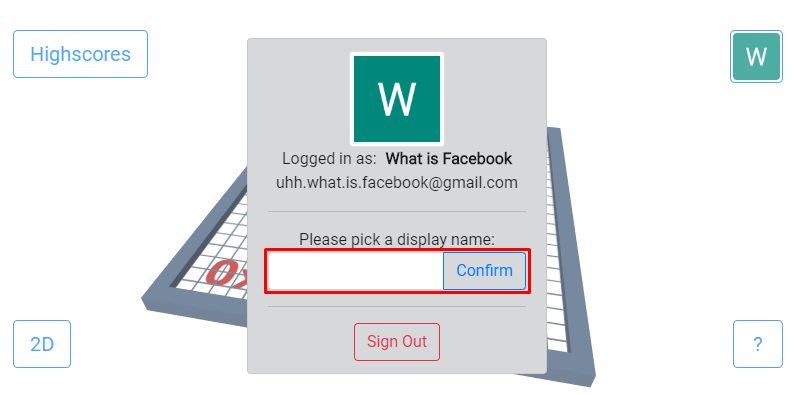 Highscores
W
W
Logged in as: What is Facebook
uhh.what.is.facebook@gmail.com
Please pick a display name:
Confirm
Sign Out
2D
?